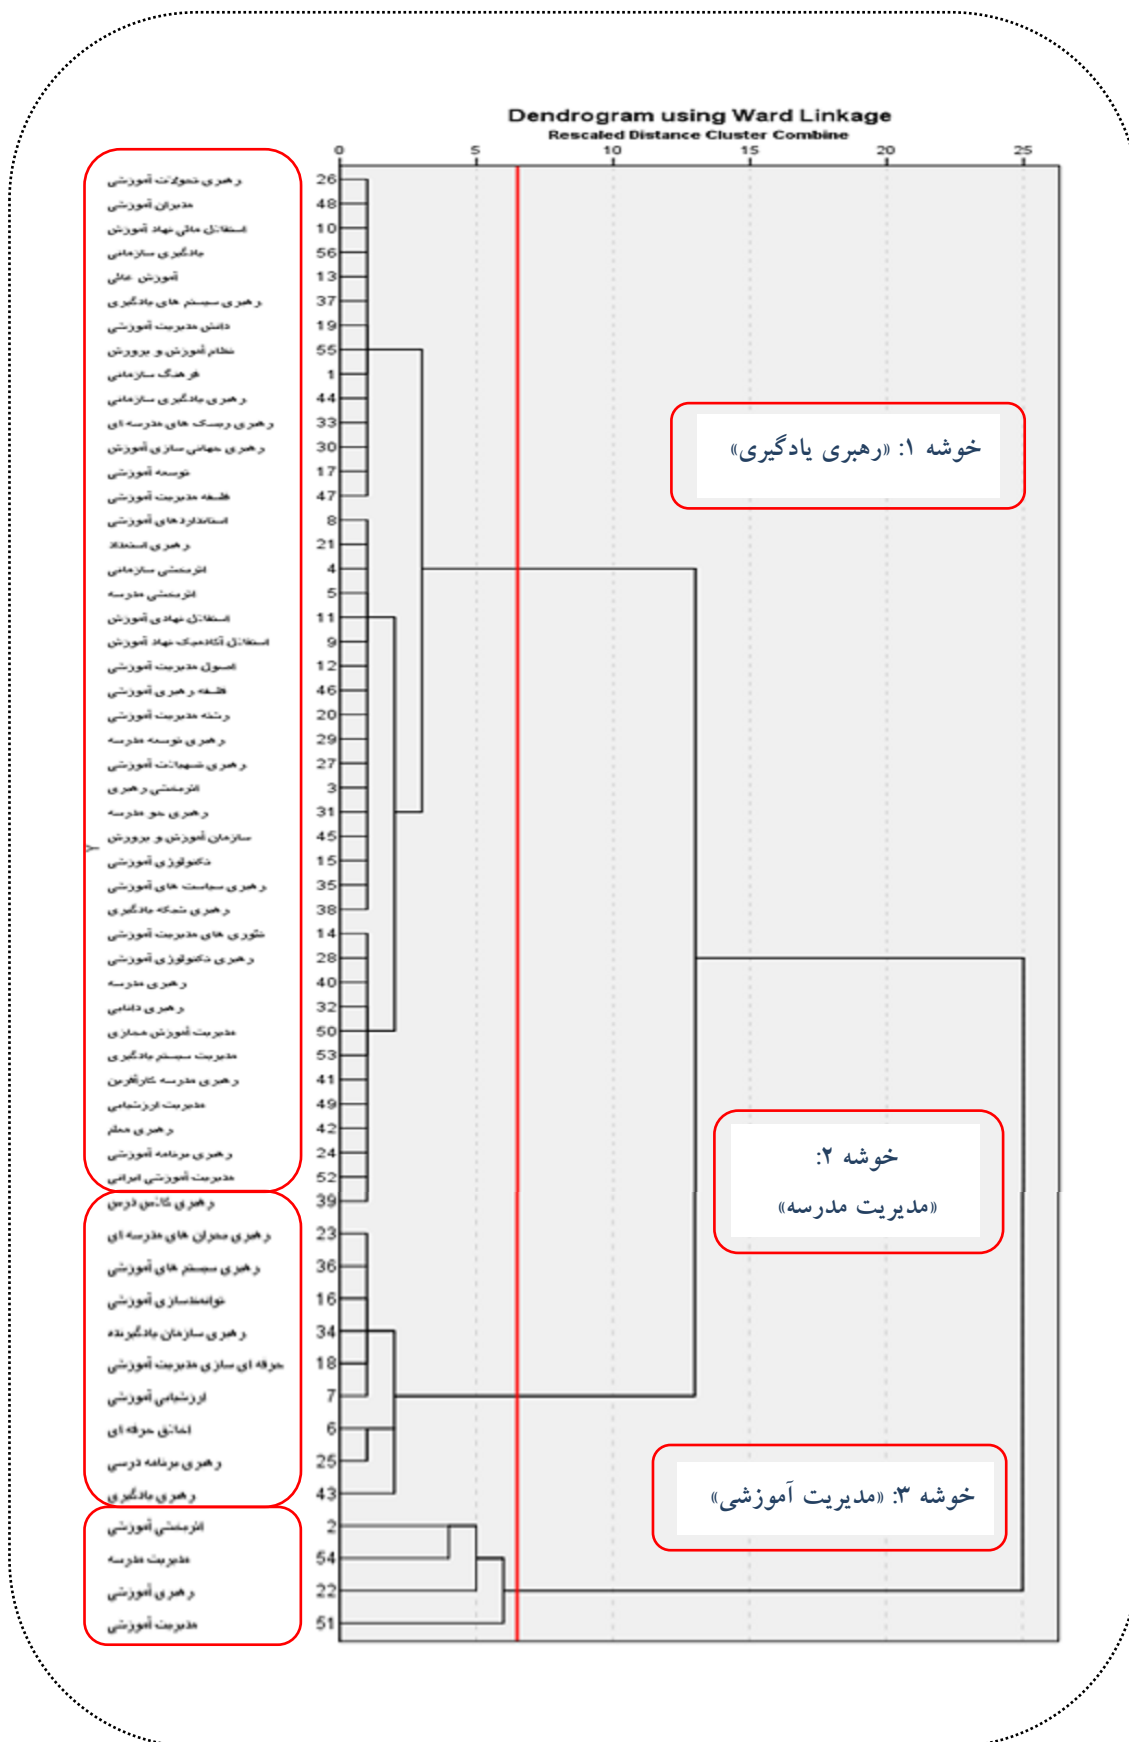 Dendrogram using Ward Linkage
Rescaled Distance Cluster Combine
0 5 10 15 20 25
رهبری تحولات آموزشی 26
مدیران آموزشی 48
استقلال مالی نهاد آموزش 10
یادگیری سازمانی 56
آموزش عالی 13
رهبری سیستم های یادگیری 37
دانش مدیریت آموزشی 19
نظام آموزش و پرورش 55
فرهنگ سازمانی 1
رهبری یادگیری سازمانی 44
رهبری ریسک های مدرسه ای 33
رهبری جهانی سازی آموزش 30
توسعه آموزشی 17
فلسفه مدیریت آموزشی 47
استانداردهای آموزشی 8
رهبری استعداد 21
اثربخشی سازمانی 4
اثربخشی مدرسه 5
استقلال نهادی آموزش 11
استقلال آکادمیک نهاد آموزش 9
اصول مدیریت آموزشی 12
فلسفه رهبری آموزشی 46
رشته مدیریت آموزشی 20
رهبری توسعه مدرسه 29
رهبری تسهیلات آموزشی 27
اثربخشی رهبری 3
رهبری جو مدرسه 31
سازمان آموزش و پرورش 45
تکنولوژی آموزشی 15
رهبری سیاست های آموزشی 35
رهبری شبکه یادگیری 38
تئوری های مدیریت آموزشی 14
رهبری تکنولوژی آموزشی 28
رهبری مدرسه 40
رهبری دانایی 32
مدیریت آموزش مجازی 50
مدیریت سیستم یادگیری 53
رهبری مدرسه کارآفرین 41
مدیریت ارزشیابی 49
رهبری معلم 42
رهبری برنامه آموزشی 24
مدیریت آموزشی ایرانی 52
رهبری کلاس درس 39
رهبری بحران های مدرسه ای 23
رهبری سیستم های آموزشی 36
توانمندسازی آموزشی 16
رهبری سازمان یادگیرنده 34
حرفه ای سازی مدیریت آموزشی 18
ارزشیابی آموزشی 7
اخلاق حرفه ای 6
رهبری برنامه درسی 25
رهبری یادگیری 43
اثربخشی آموزشی 2
مدیریت مدرسه 54
رهبری آموزشی 22
مدیریت آموزشی 51
Y
خوشه ۱: «رهبری یادگیری»
خوشه ۲:
«مدیریت مدرسه»
خوشه ۳: «مدیریت آموزشی»